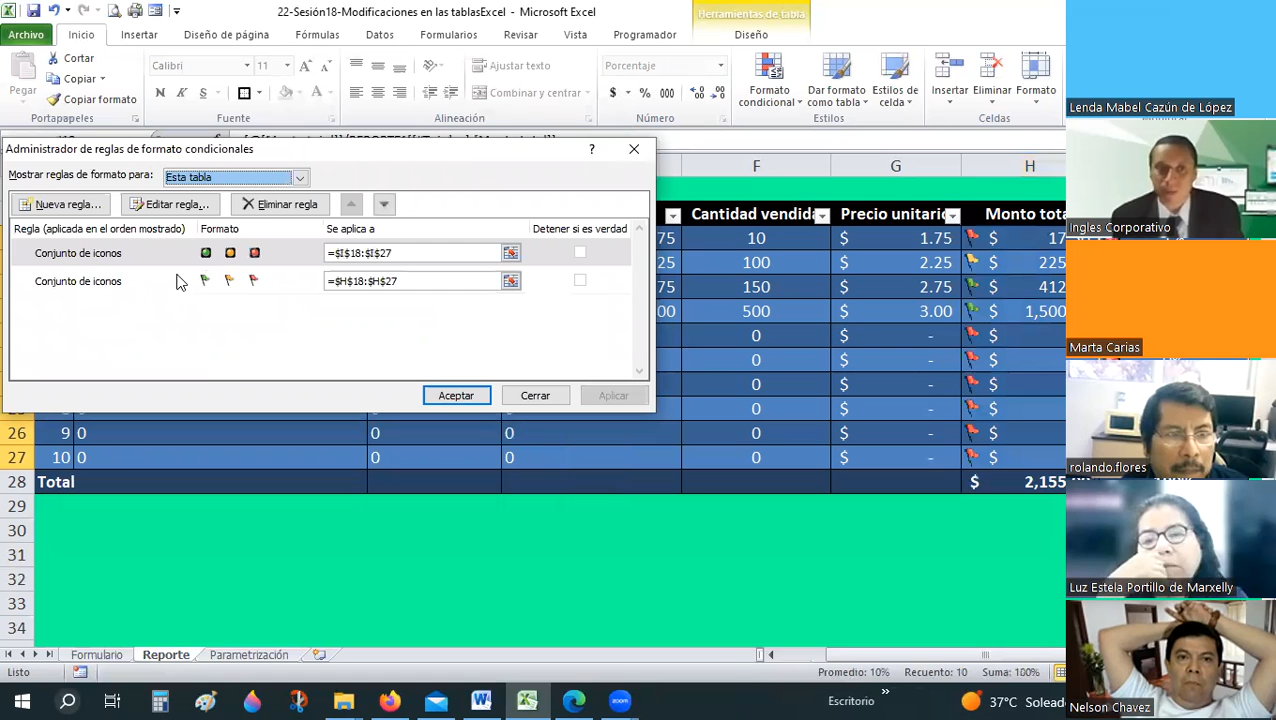 22-Sesión18-Modificaciones en las tablasExcel - Microsoft Excel
Herramientas de tabla
Archivo Inicio Insertar Diseño de página Fórmulas Datos Formularios Revisar Vista Programador Diseño
Pegar
Cortar
Copiar
Copiar formato
Portapapeles
Calibri 11
N K S
Fuente
Ajustar texto
Combinar y centrar
Alineación
Porcentaje
$ % 000
Número
Formato condicional
Dar formato como tabla
Estilos de celda
Estilos
Insertar
Eliminar
Formato
Celdas
Administrador de reglas de formato condicionales
Mostrar reglas de formato para: Esta tabla
Nueva regla... Editar regla... Eliminar regla
Regla (aplicada en el orden mostrado) Formato Se aplica a Detener si es verdad
Conjunto de iconos =$I$18:$I$27
Conjunto de iconos =$H$18:$H$27
Aceptar Cerrar Aplicar
F G H
Cantidad vendida Precio unitario Monto tota
75 10 $ 1.75 $ 17
25 100 $ 2.25 $ 225
75 150 $ 2.75 $ 412
00 500 $ 3.00 $ 1,500
0 $ - $
0 $ - $
0 $ - $
0 $ - $
26 9 0 0 0 0 $ - $
27 10 0 0 0 0 $ - $
28 Total $ 2,155
29
30
31
32
33
34
Formulario Reporte Parametrización
Listo Promedio: 10% Recuento: 10 Suma: 100%
Escritorio » 37°C Solead
zoom
Lenda Mabel Cazún de López
Ingles Corporativo
Marta Carias
rolando.flores
Luz Estela Portillo de Marxelly
Nelson Chavez